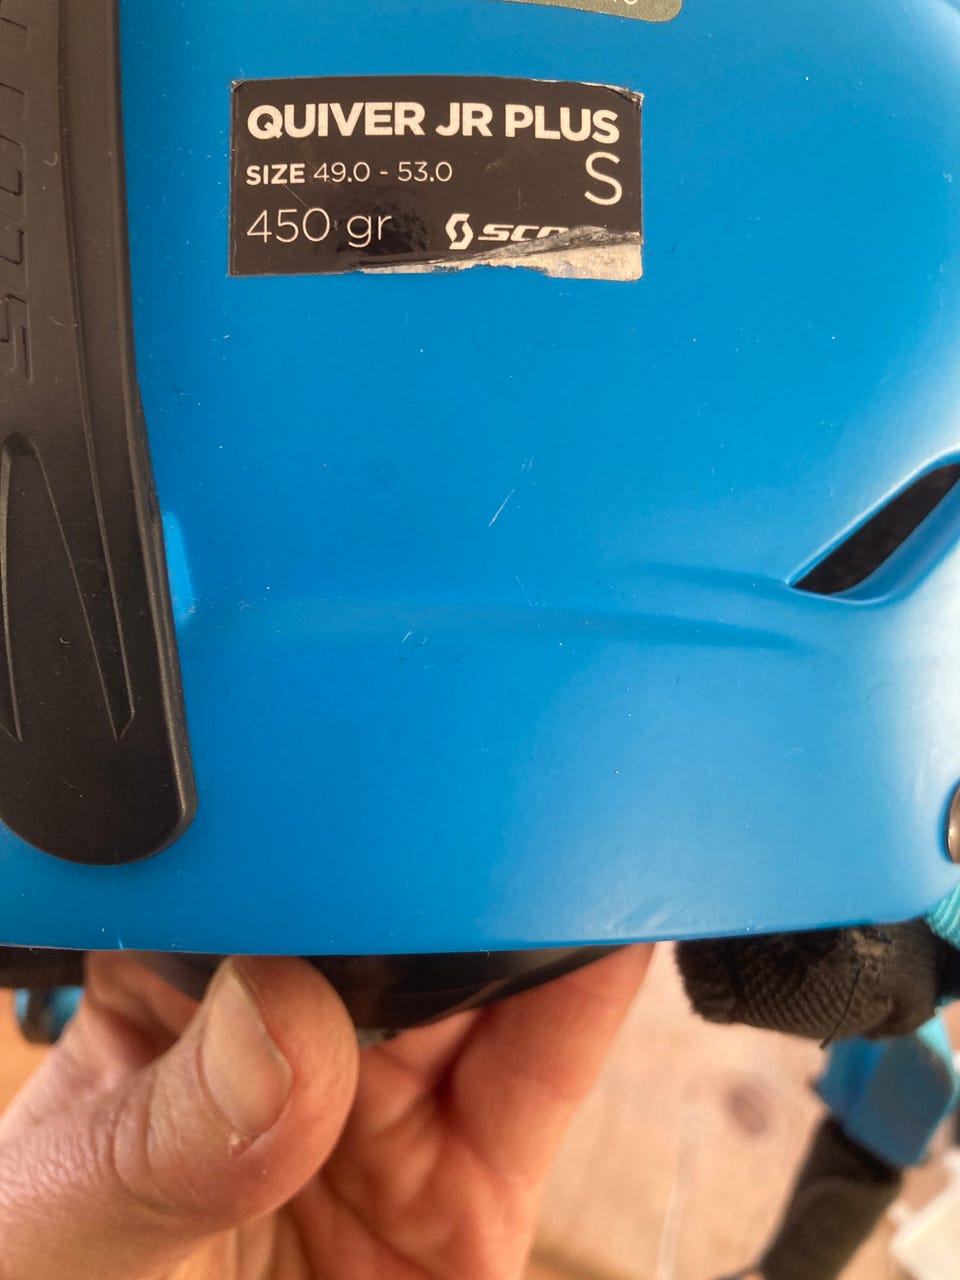 QUIVER JR PLUS
SIZE 49.0 - 53.0
S
450 gr